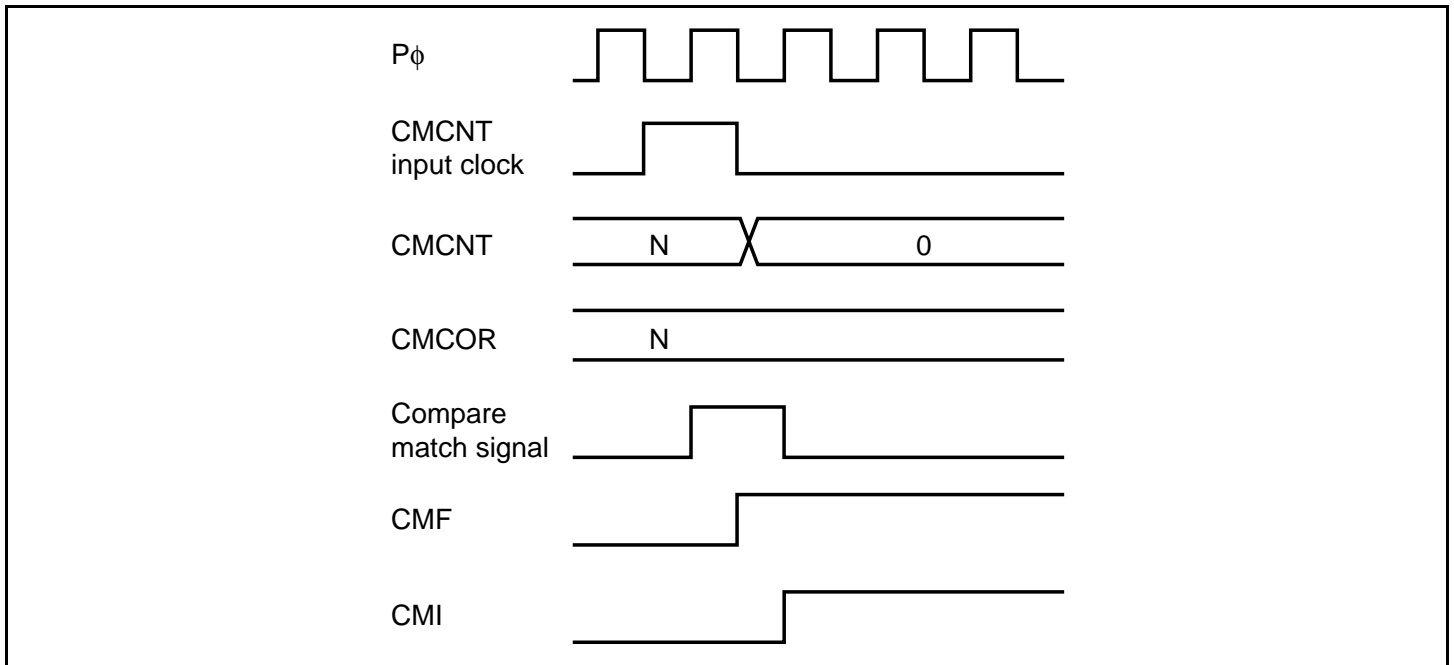 Pϕ
CMCNT
input clock
CMCNT
N
0
CMCOR
N
Compare
match signal
CMF
CMI